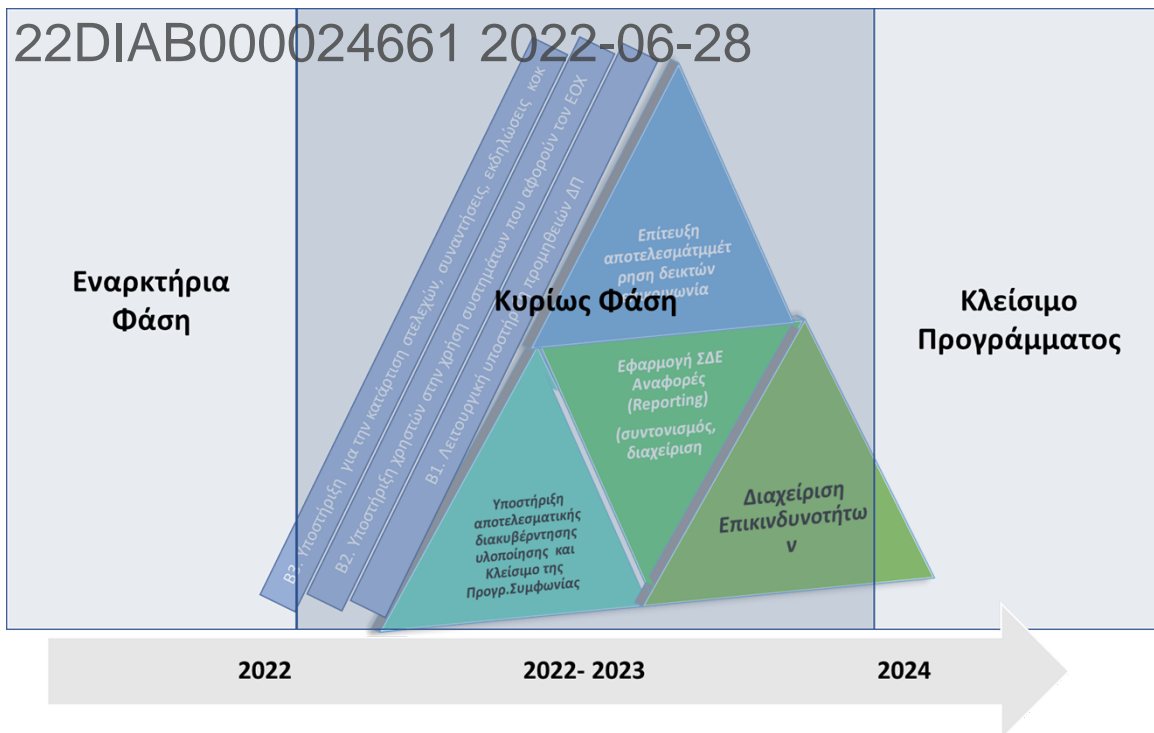 22DIAB000024661 2022-06-28
Εναρκτήρια
Φάση
Β3. Υποστήριξη για την κατάρτιση στελεχών, συναντήσεις, εκδηλώσεις κοκ
Β2. Υποστήριξη χρηστών στην χρήση συστημάτων που αφορούν τον ΕΟΧ
Β1. Λειτουργική υποστήριξη προμηθειών ΔΠ
Επίτευξη
αποτελεσμάτμμέτ
ρηση δεικτών
Κυρίως Φάση
Εφαρμογή ΣΔΕ
Αναφορές
(Reporting)
(συντονισμός,
διαχείριση
Υποστήριξη
αποτελεσματικής
διακυβέρντησης
υλοποίησης και
Κλείσιμο της
Προγρ.Συμφωνίας
Διαχείριση
Επικινδυνοτήτω
ν
Κλείσιμο
Προγράμματος
2022
2022- 2023
2024